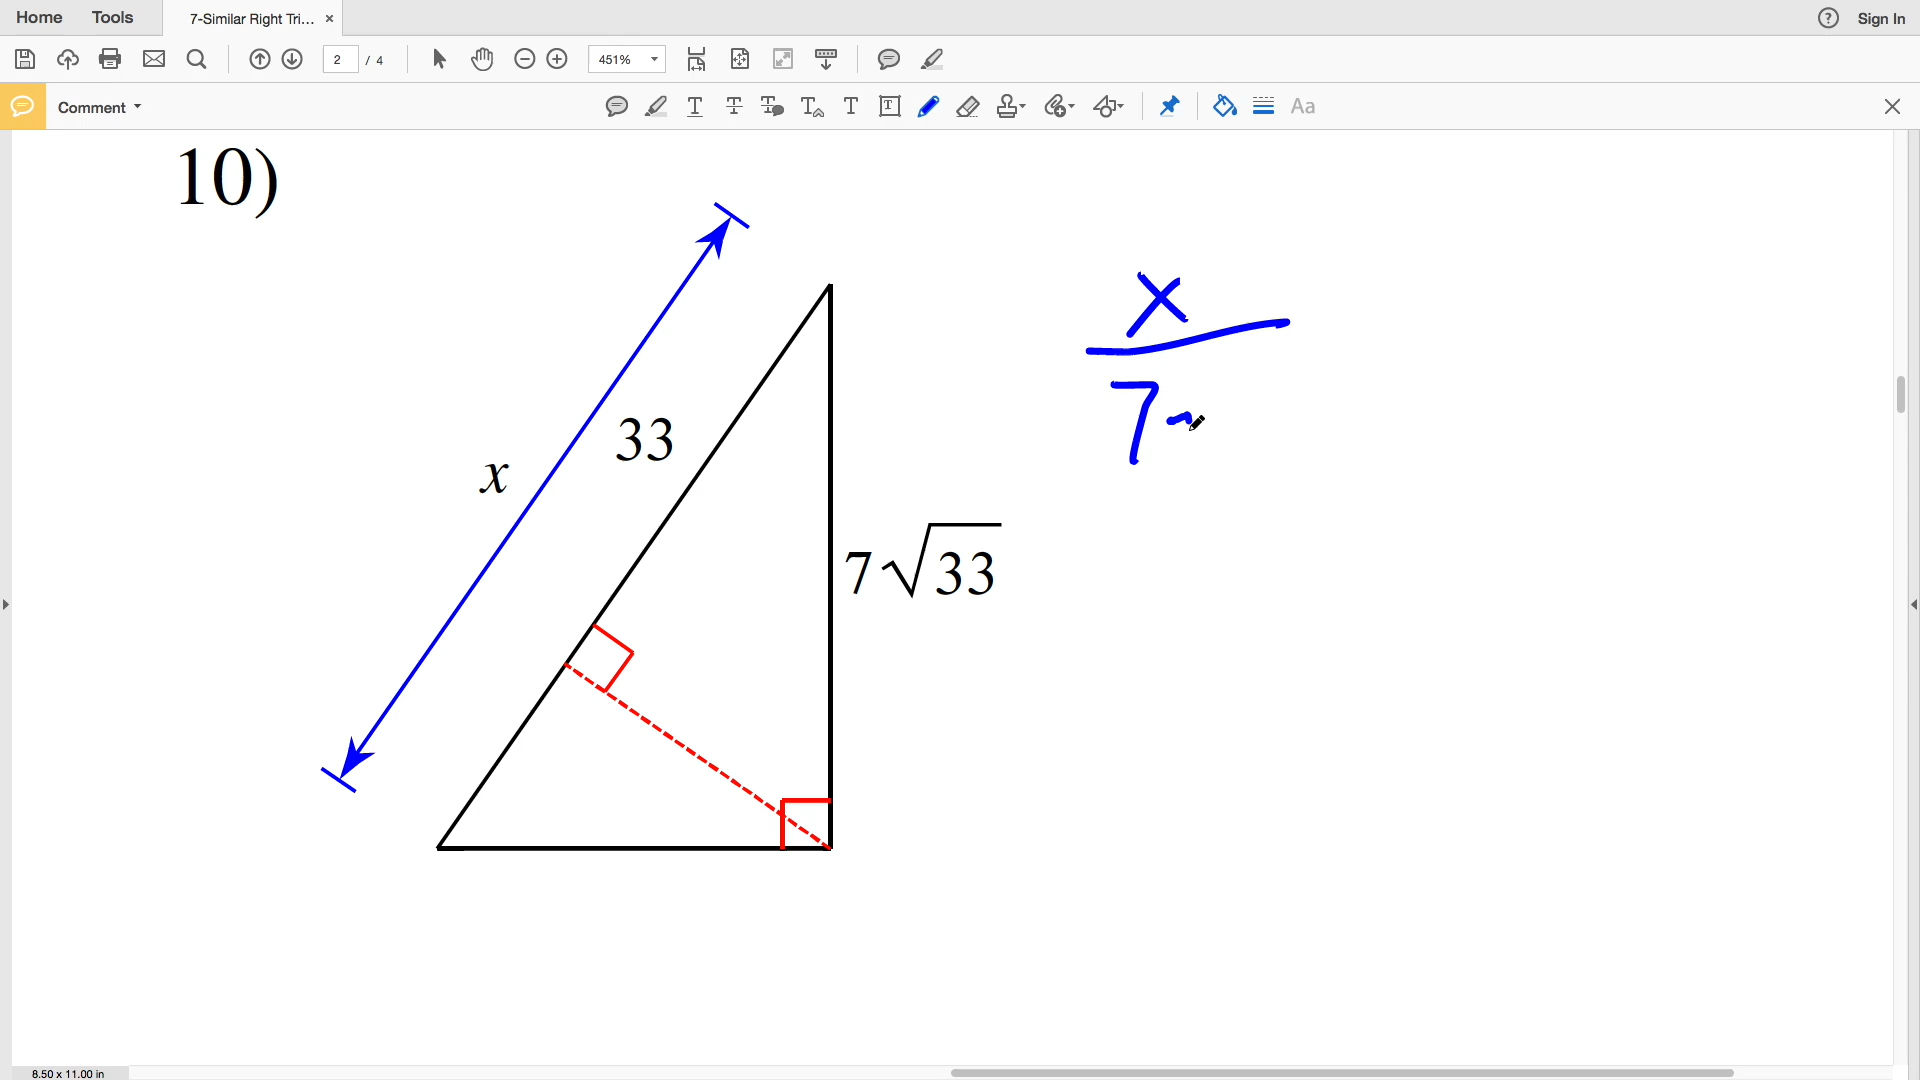 Home Tools 7-Similar Right Tri... × ? Sign In
2 / 4 451%
Comment Aa
10)
x
33
7√33
x
7
8.50 x 11.00 in